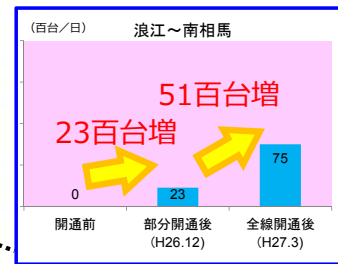 （百台／日）
浪江～南相馬
51百台増
23百台増
0
23
75
開通前
部分開通後
(H26.12)
全線開通後
(H27.3)